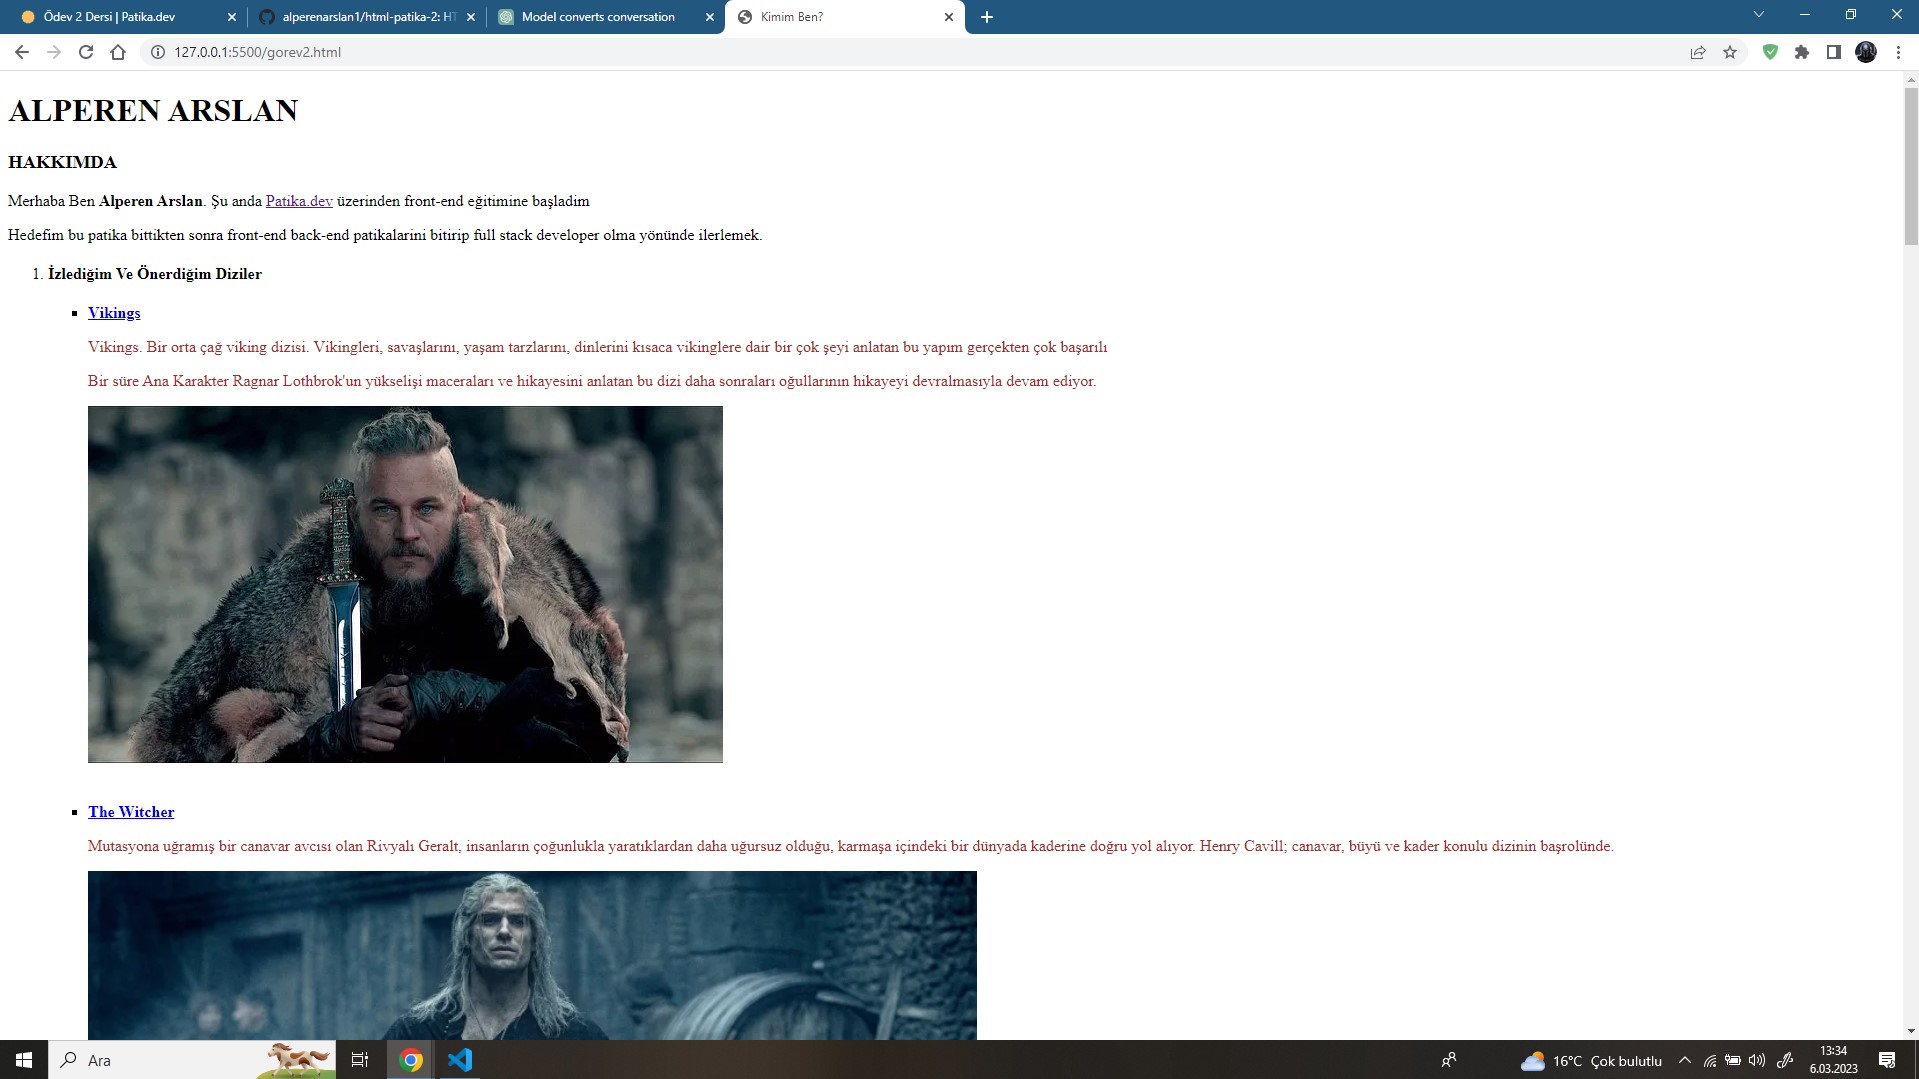 Ödev 2 Dersi | Patika.dev
alperenarslan1/html-patika-2: HT
Model converts conversation
Kimim Ben?
127.0.0.1:5500/gorev2.html
ALPEREN ARSLAN
HAKKIMDA
Merhaba Ben Alperen Arslan. Şu anda Patika.dev üzerinden front-end eğitimine başladim
Hedefim bu patika bittikten sonra front-end back-end patikalarini bitirip full stack developer olma yönünde ilerlemek.
1. İzlediğim Ve Önerdiğim Diziler
Vikings
Vikings. Bir orta çağ viking dizisi. Vikingleri, savaşlarını, yaşam tarzlarını, dinlerini kısaca vikinglere dair bir çok şeyi anlatan bu yapım gerçekten çok başarılı
Bir süre Ana Karakter Ragnar Lothbrok'un yükselişi maceraları ve hikayesini anlatan bu dizi daha sonraları oğullarının hikayeyi devralmasıyla devam ediyor.
The Witcher
Mutasyona uğramış bir canavar avcısı olan Rivyalı Geralt, insanların çoğunlukla yaratıklardan daha uğursuz olduğu, karmaşa içindeki bir dünyada kaderine doğru yol alıyor. Henry Cavill; canavar, büyü ve kader konulu dizinin başrolünde.
Ara
16°C Çok bulutlu
13:34
6.03.2023